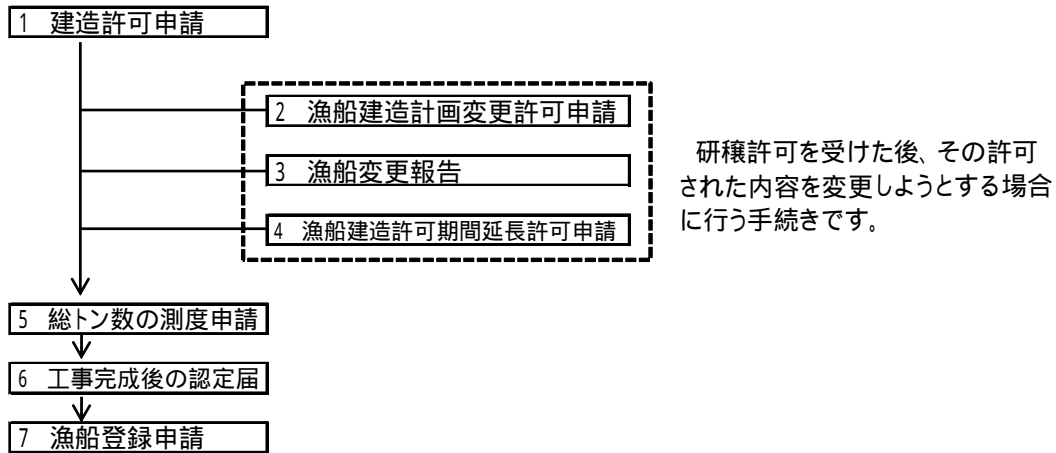 1 建造許可申請
2 漁船建造計画変更許可申請
3 漁船変更報告
4 漁船建造許可期間延長許可申請
研穣許可を受けた後、その許可
された内容を変更しようとする場合
に行う手続きです。
5 総トン数の測度申請
6 工事完成後の認定届
7 漁船登録申請